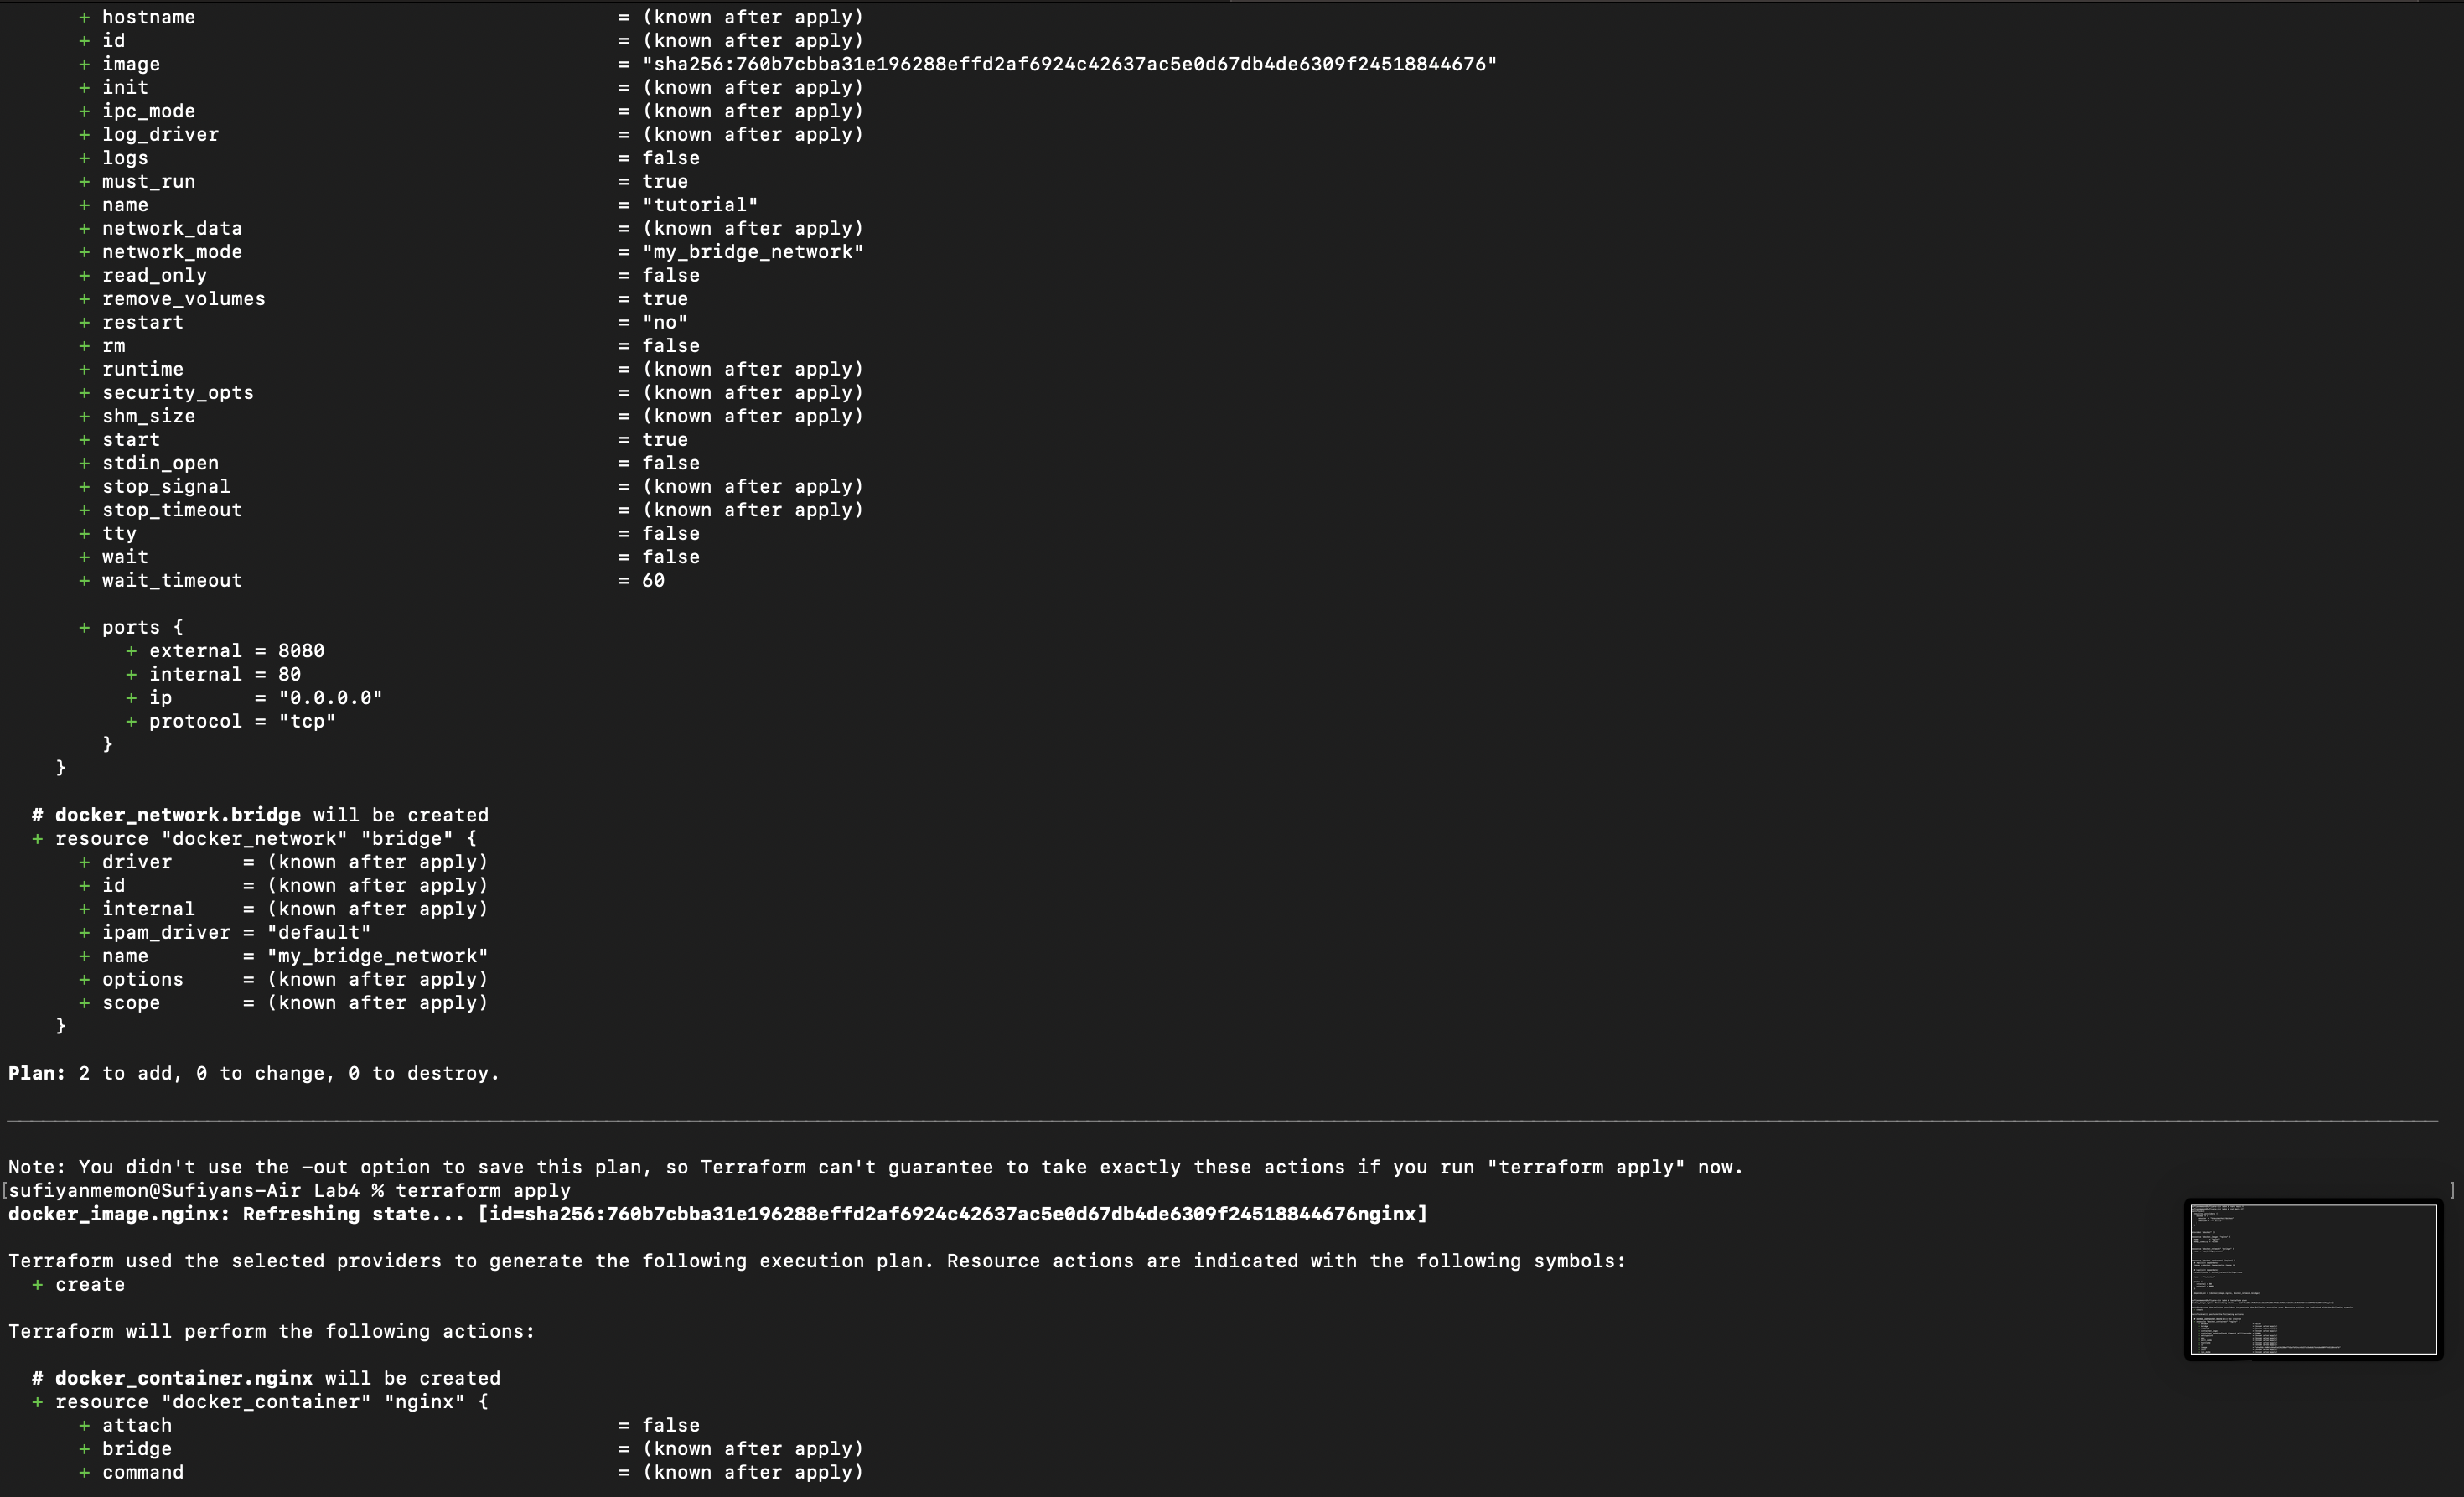 + hostname = (known after apply)
+ id = (known after apply)
+ image = "sha256:760b7cbba31e196288effd2af6924c42637ac5e0d67db4de6309f24518844676"
+ init = (known after apply)
+ ipc_mode = (known after apply)
+ log_driver = (known after apply)
+ logs = false
+ must_run = true
+ name = "tutorial"
+ network_data = (known after apply)
+ network_mode = "my_bridge_network"
+ read_only = false
+ remove_volumes = true
+ restart = "no"
+ rm = false
+ runtime = (known after apply)
+ security_opts = (known after apply)
+ shm_size = (known after apply)
+ start = true
+ stdin_open = false
+ stop_signal = (known after apply)
+ stop_timeout = (known after apply)
+ tty = false
+ wait = false
+ wait_timeout = 60
+ ports {
+ external = 8080
+ internal = 80
+ ip = "0.0.0.0"
+ protocol = "tcp"
}
}
# docker_network.bridge will be created
+ resource "docker_network" "bridge" {
+ driver = (known after apply)
+ id = (known after apply)
+ internal = (known after apply)
+ ipam_driver = "default"
+ name = "my_bridge_network"
+ options = (known after apply)
+ scope = (known after apply)
}
Plan: 2 to add, 0 to change, 0 to destroy.
Note: You didn't use the -out option to save this plan, so Terraform can't guarantee to take exactly these actions if you run "terraform apply" now.
[sufiyanmemon@Sufiyans-Air Lab4 % terraform apply ]
docker_image.nginx: Refreshing state... [id=sha256:760b7cbba31e196288effd2af6924c42637ac5e0d67db4de6309f24518844676nginx]
Terraform used the selected providers to generate the following execution plan. Resource actions are indicated with the following symbols:
+ create
Terraform will perform the following actions:
# docker_container.nginx will be created
+ resource "docker_container" "nginx" {
+ attach = false
+ bridge = (known after apply)
+ command = (known after apply)